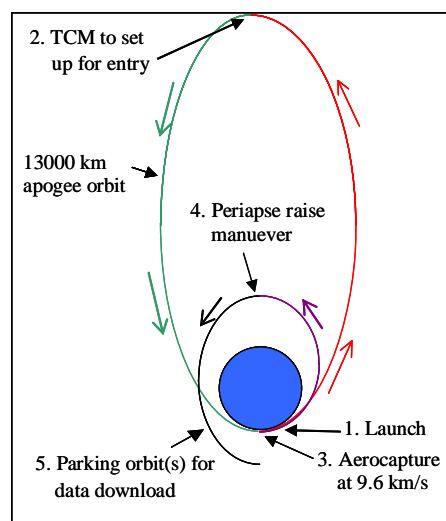 2. TCM to set
up for entry
13000 km
apogee orbit
4. Periapse raise
manuever
1. Launch
3. Aerocapture
at 9.6 km/s
5. Parking orbit(s) for
data download